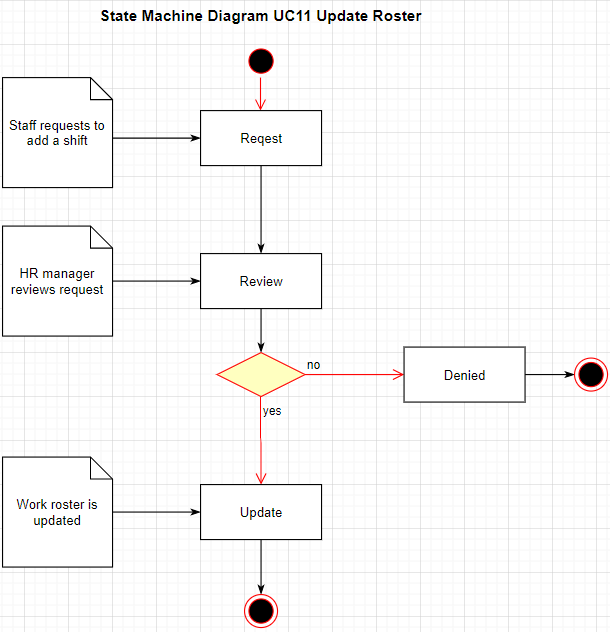 State Machine Diagram UC11 Update Roster
Staff requests to
add a shift
Reqest
HR manager
reviews request
Review
no
Denied
yes
Work roster is
updated
Update